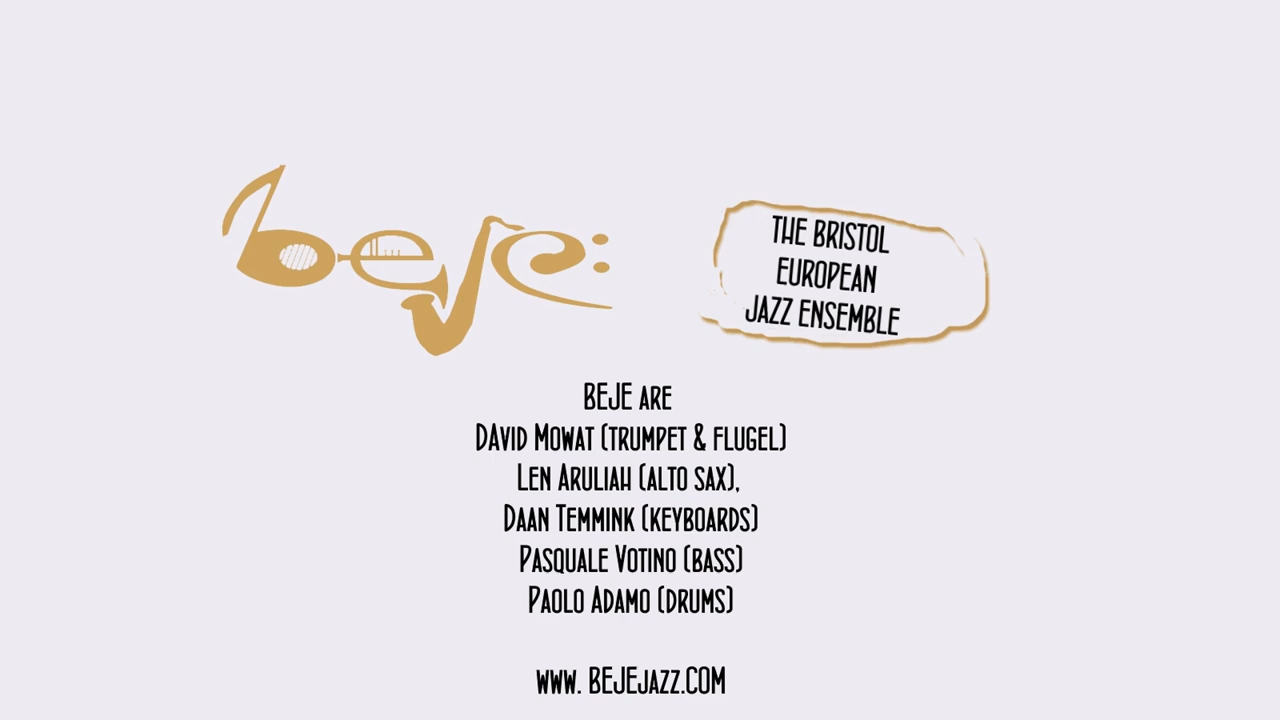 beje:
THE BRISTOL
EUROPEAN
JAZZ ENSEMBLE
BEJE ARE
DAVID MOWAT (TRUMPET & FLUGEL)
LEN ARULIAH (ALTO SAX),
DAAN TEMMINK (KEYBOARDS)
PASQUALE VOTINO (BASS)
PAOLO ADAMO (DRUMS)
WWW. BEJEJAZZ.COM